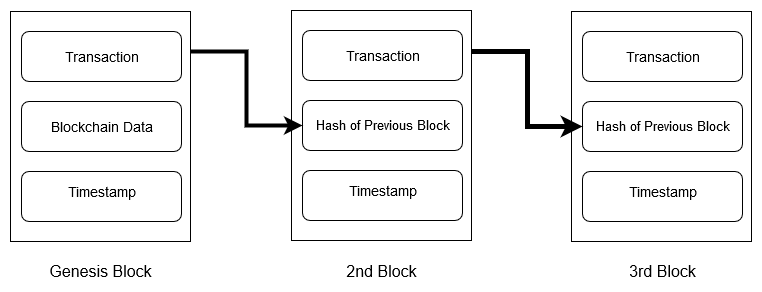 Transaction
Blockchain Data
Timestamp
Genesis Block
Transaction
Hash of Previous Block
Timestamp
2nd Block
Transaction
Hash of Previous Block
Timestamp
3rd Block